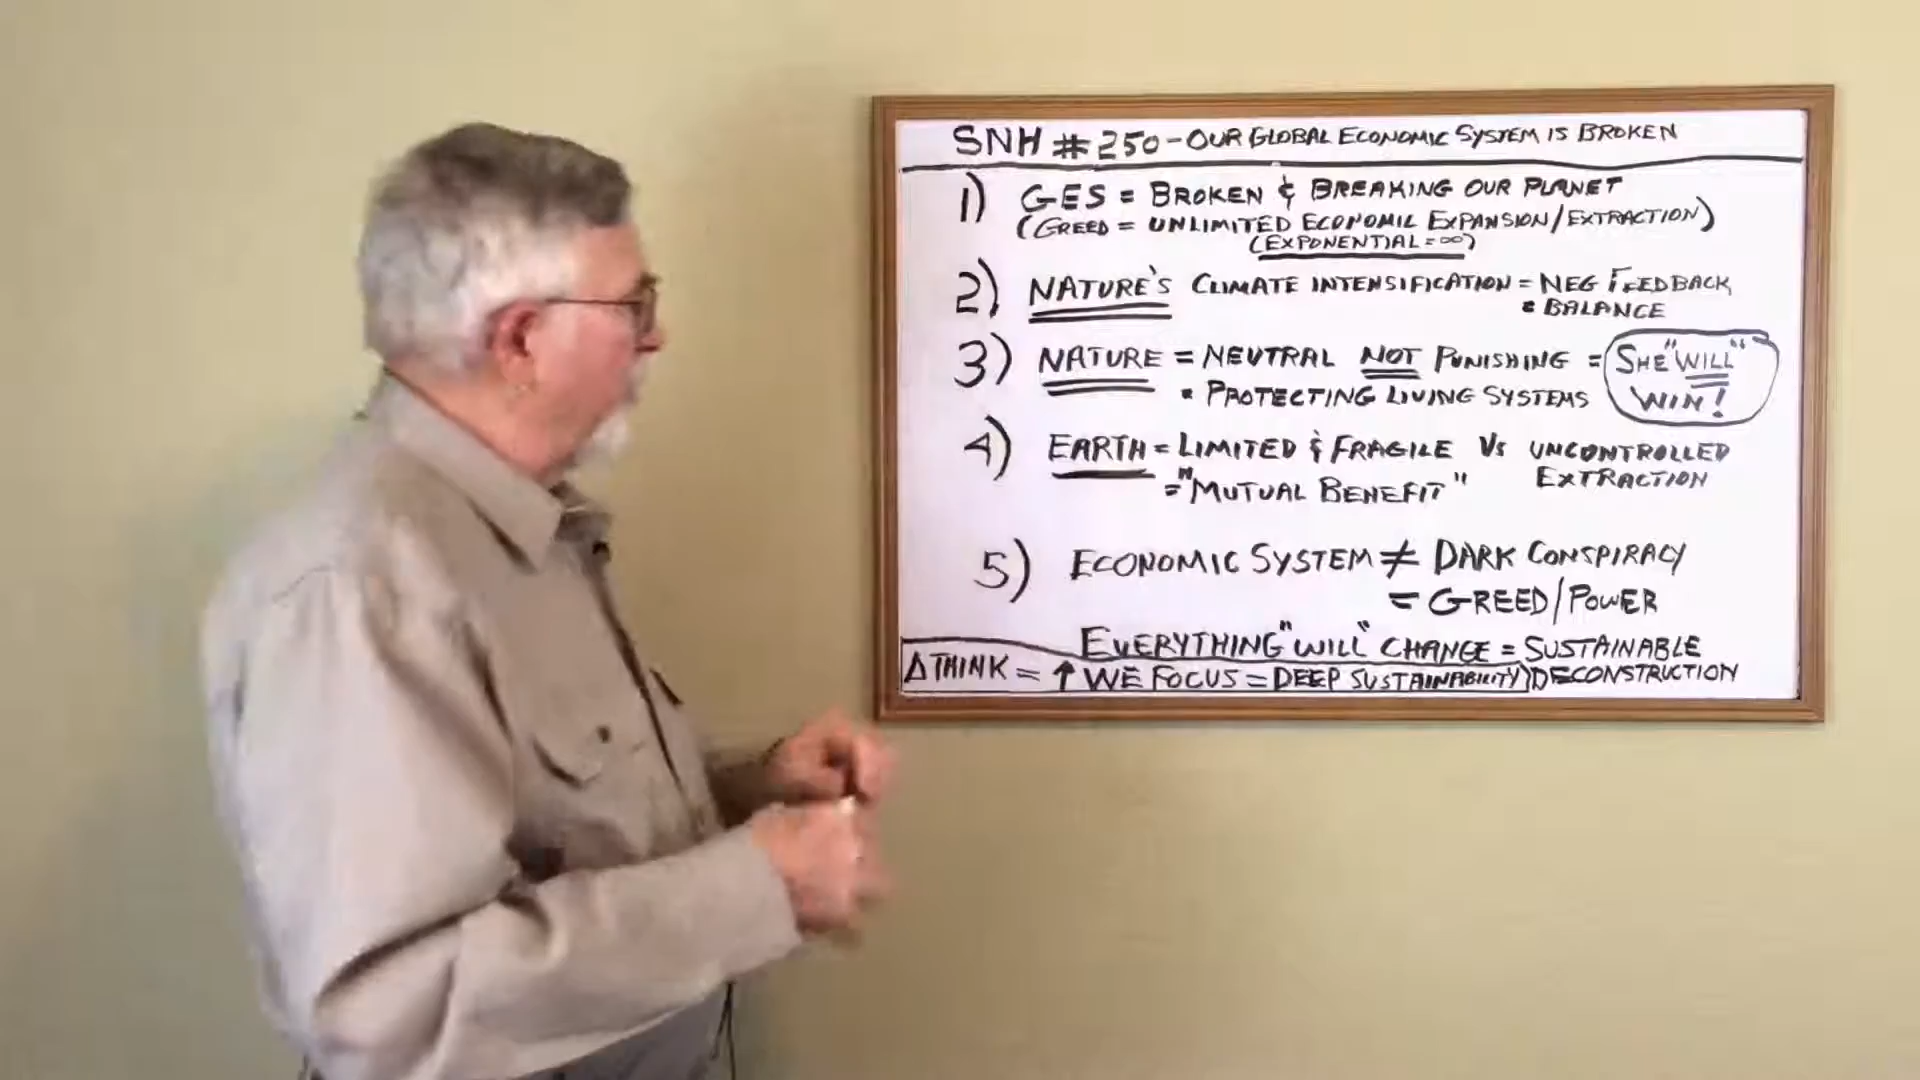 SNH # 250 - OUR GLOBAL ECONOMIC SYSTEM IS BROKEN
1) GES = BROKEN & BREAKING OUR PLANET
(GREED = UNLIMITED ECONOMIC EXPANSION/EXTRACTION)
(EXPONENTIAL = ∞)
2) NATURE'S CLIMATE INTENSIFICATION = NEG FEEDBACK
= BALANCE
3) NATURE = NEUTRAL NOT PUNISHING = SHE "WILL"
= PROTECTING LIVING SYSTEMS WIN!
4) EARTH = LIMITED & FRAGILE VS UNCONTROLLED
= "MUTUAL BENEFIT" EXTRACTION
5) ECONOMIC SYSTEM ≠ DARK CONSPIRACY
= GREED/POWER
EVERYTHING "WILL" CHANGE = SUSTAINABLE
Δ THINK = ↑ WE FOCUS = DEEP SUSTAINABILITY DECONSTRUCTION